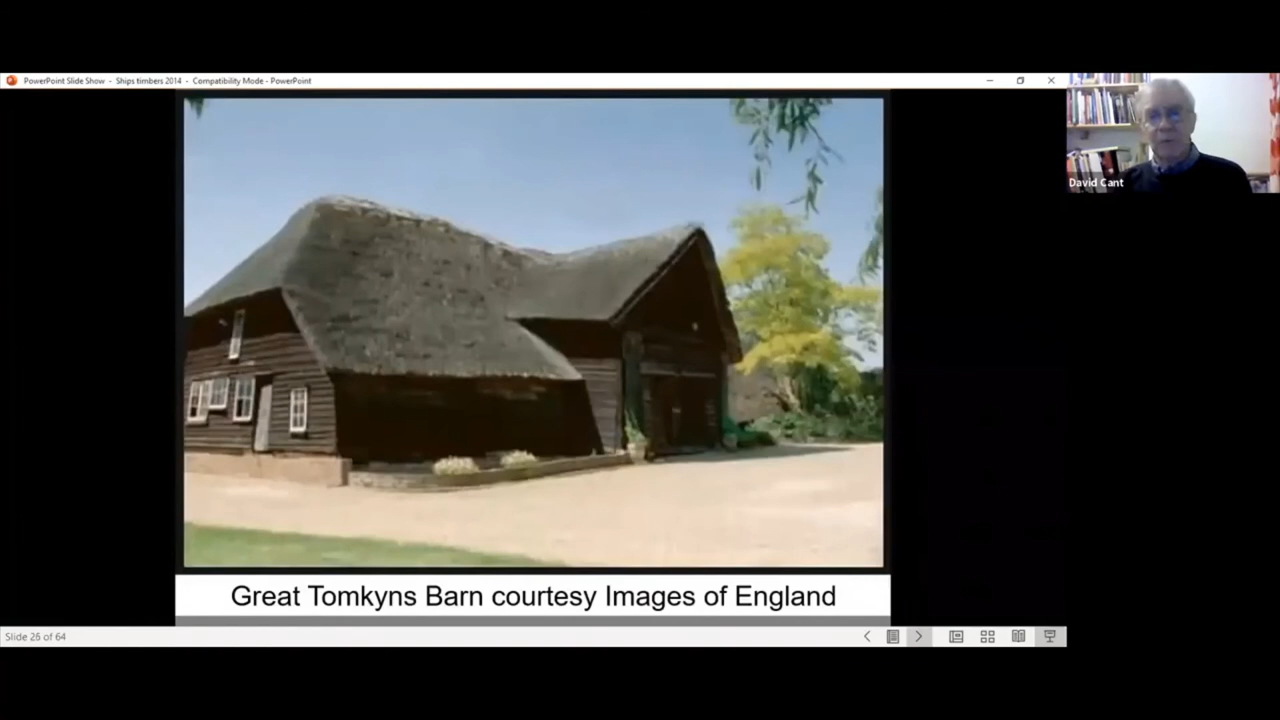 PowerPoint Slide Show - Ships timbers 2014 - Compatibility Mode - PowerPoint
David Cant
Great Tomkyns Barn courtesy Images of England
Slide 26 of 64